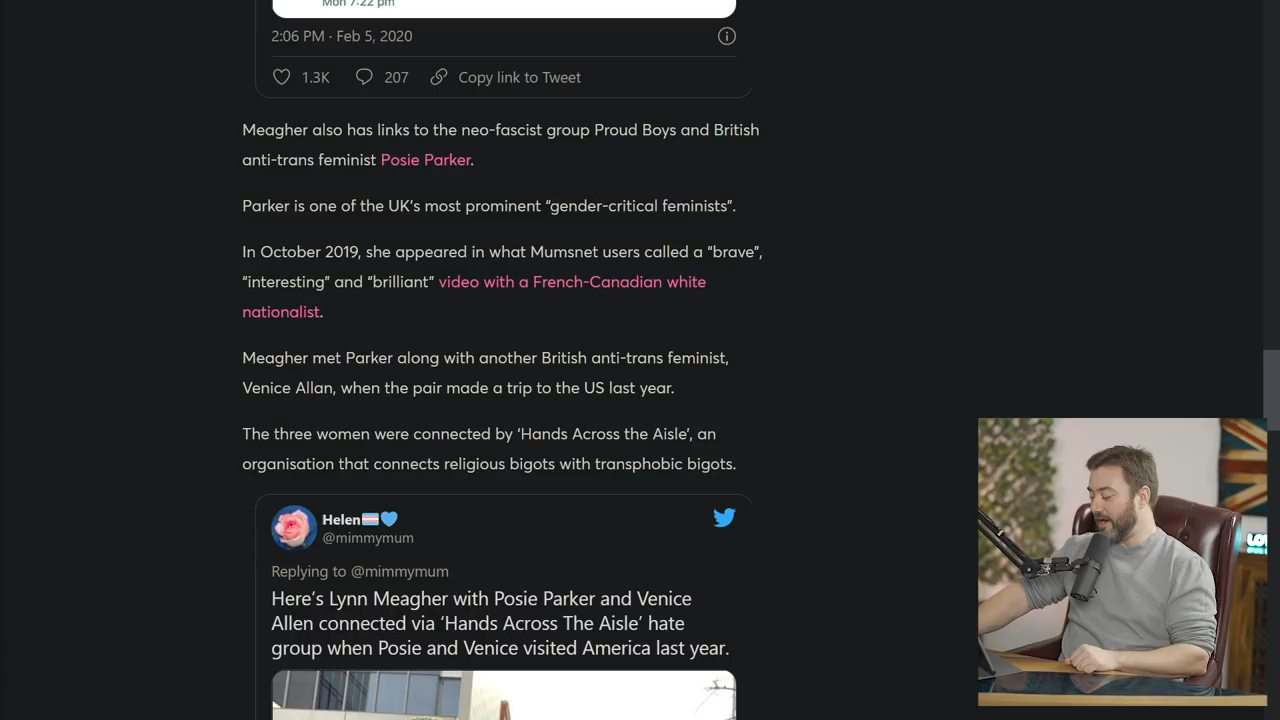 Mon 7:22 pm
2:06 PM · Feb 5, 2020
1.3K 207 Copy link to Tweet
Meagher also has links to the neo-fascist group Proud Boys and British
anti-trans feminist Posie Parker.
Parker is one of the UK's most prominent “gender-critical feminists”.
In October 2019, she appeared in what Mumsnet users called a “brave”,
“interesting” and “brilliant” video with a French-Canadian white
nationalist.
Meagher met Parker along with another British anti-trans feminist,
Venice Allan, when the pair made a trip to the US last year.
The three women were connected by ‘Hands Across the Aisle’, an
organisation that connects religious bigots with transphobic bigots.
Helen
@mimmymum
Replying to @mimmymum
Here's Lynn Meagher with Posie Parker and Venice
Allen connected via ‘Hands Across The Aisle’ hate
group when Posie and Venice visited America last year.